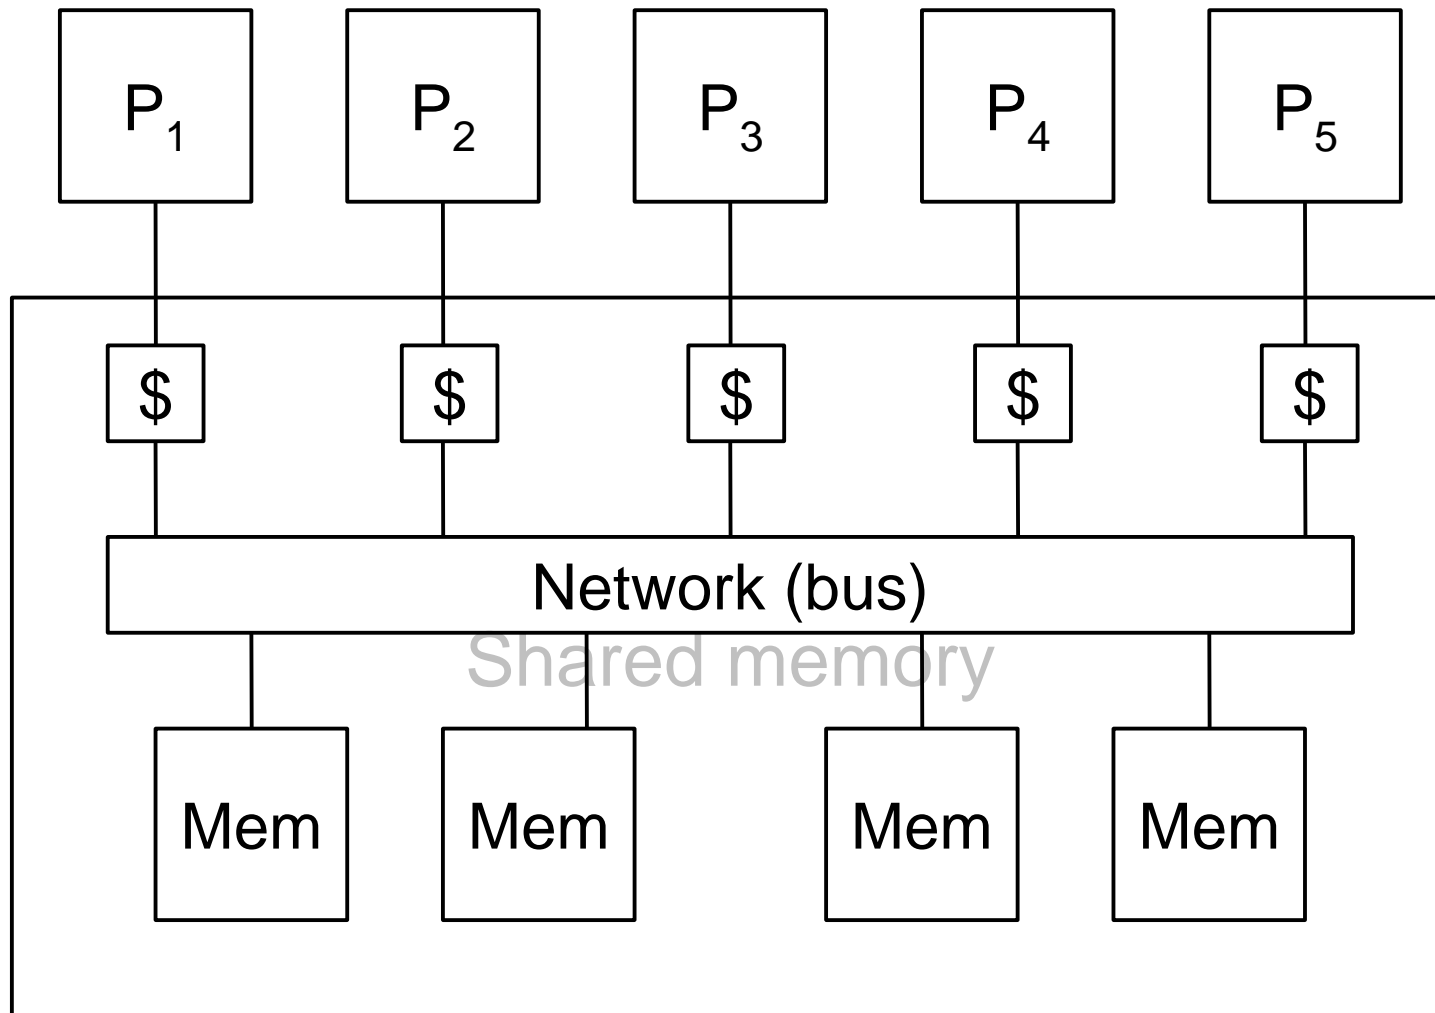 P1 P2 P3 P4 P5
$ $ $ $ $
Network (bus)
Shared memory
Mem Mem Mem Mem